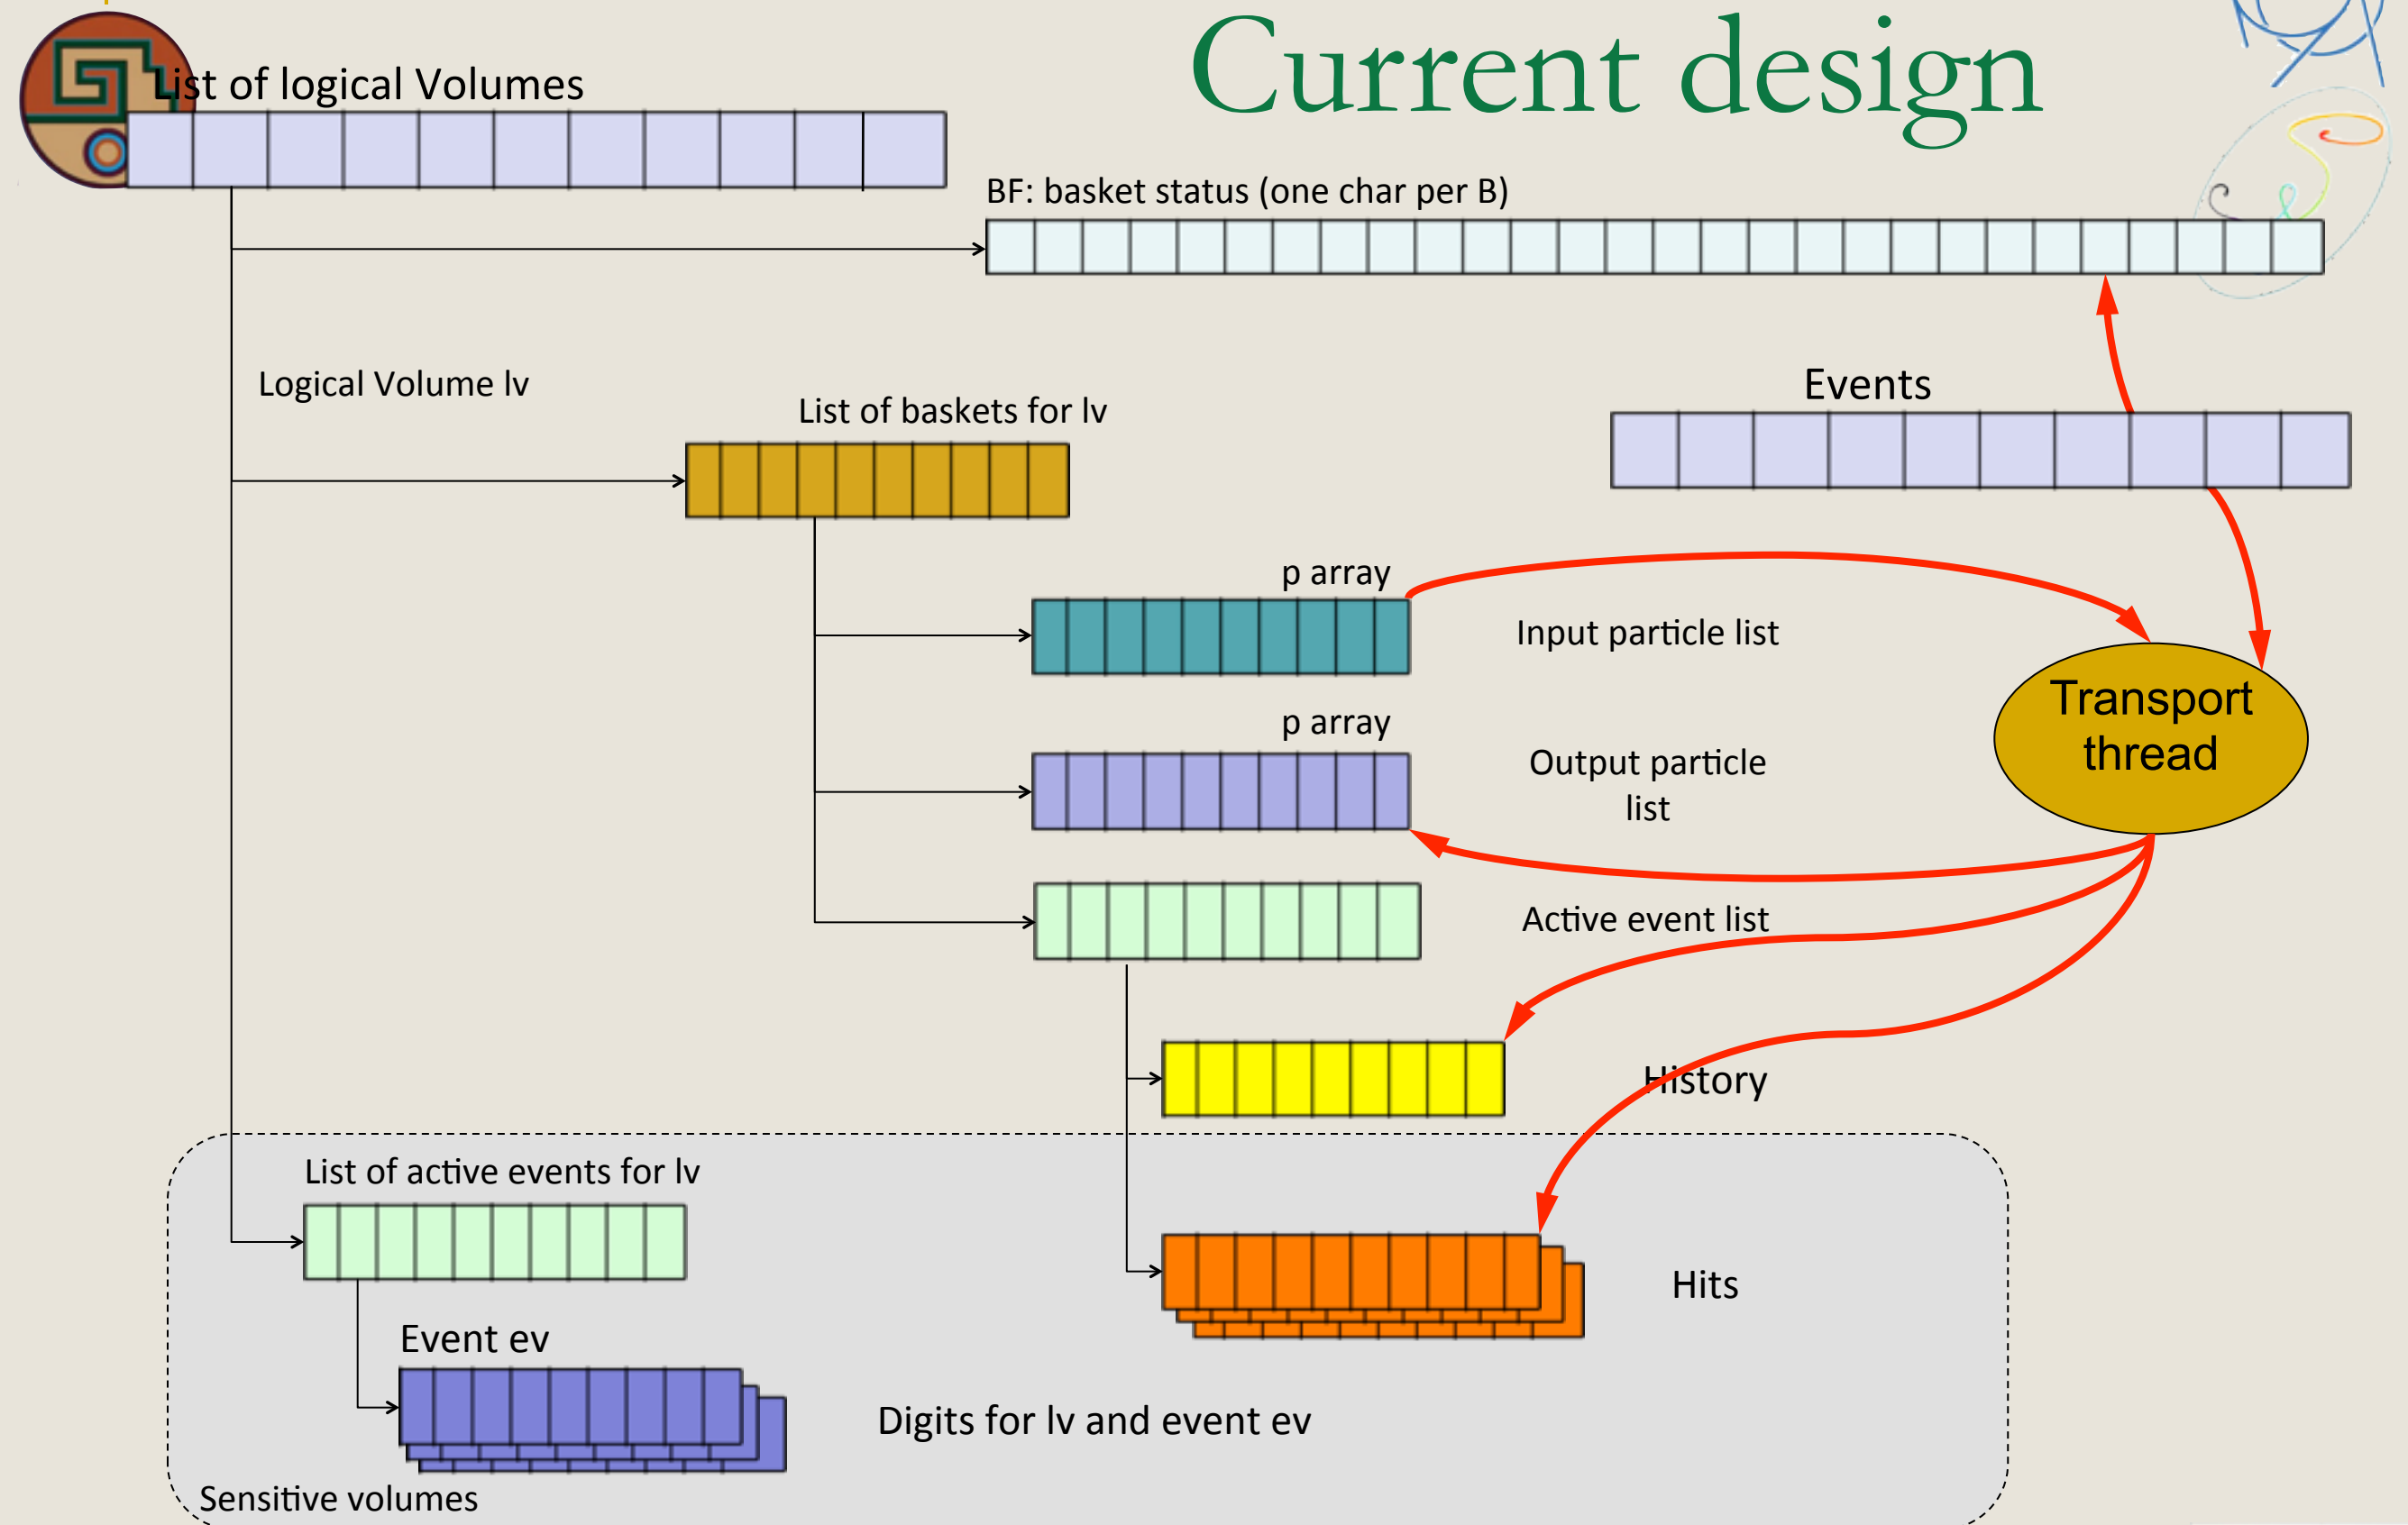 Current design
List of logical Volumes
BF: basket status (one char per B)
Logical Volume lv
List of baskets for lv
Events
p array
Input particle list
p array
Output particle
list
Transport
thread
Active event list
History
List of active events for lv
Hits
Event ev
Digits for lv and event ev
Sensitive volumes